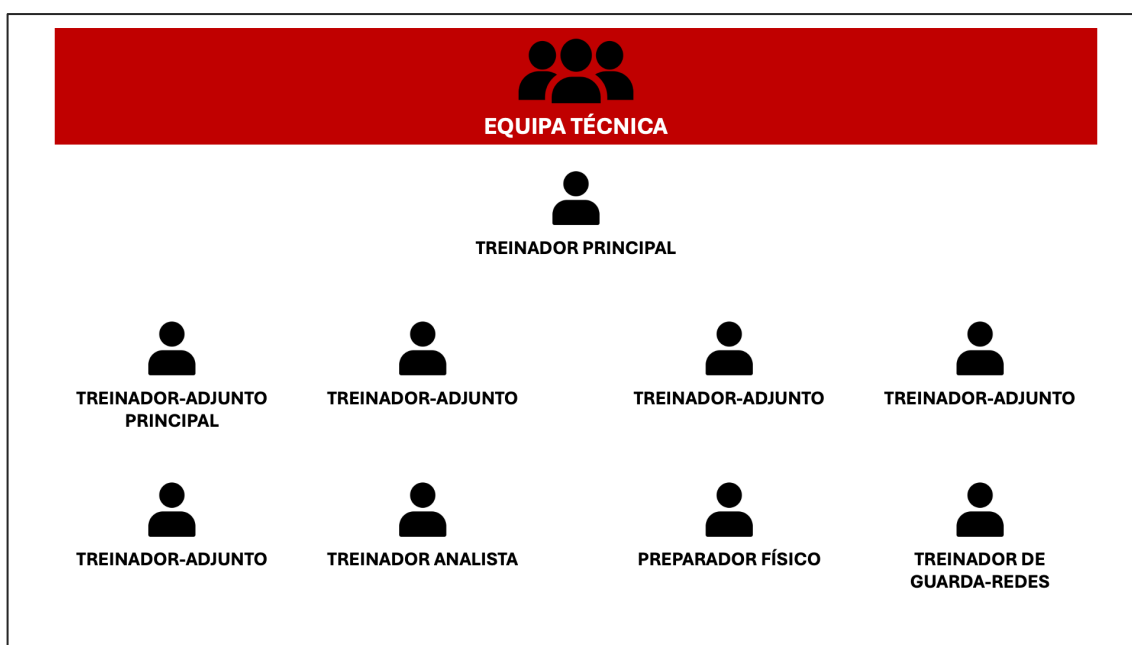 EQUIPA TÉCNICA
TREINADOR PRINCIPAL
TREINADOR-ADJUNTO
PRINCIPAL
TREINADOR-ADJUNTO
TREINADOR-ADJUNTO
TREINADOR-ADJUNTO
TREINADOR-ADJUNTO
TREINADOR ANALISTA
PREPARADOR FÍSICO
TREINADOR DE
GUARDA-REDES